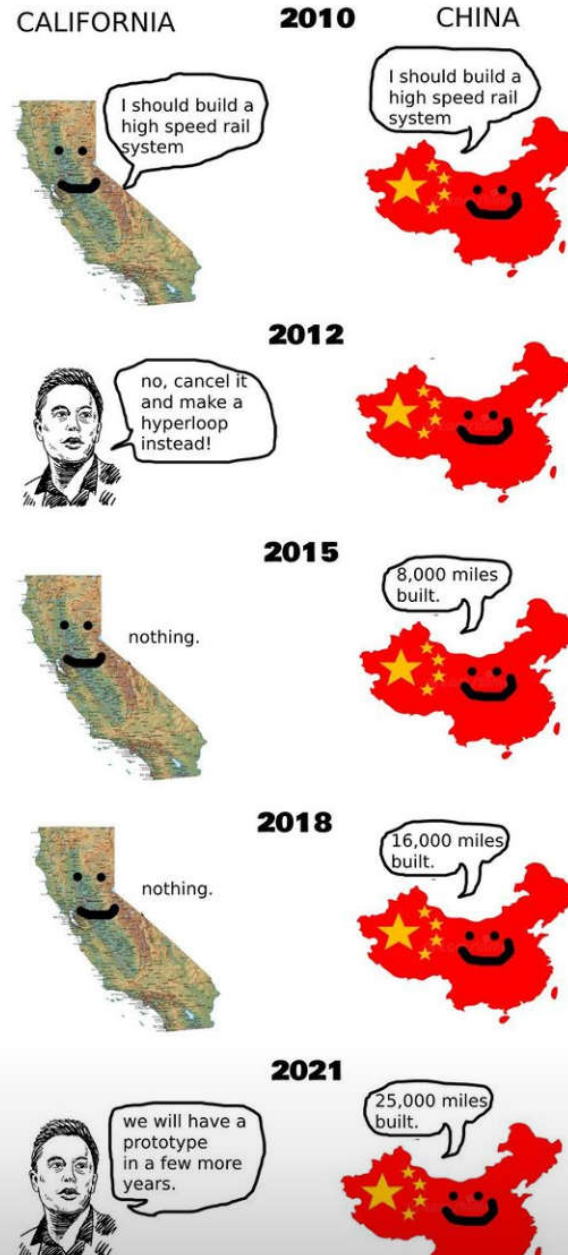 CALIFORNIA
2010
CHINA
I should build a
high speed rail
system
I should build a
high speed rail
system
2012
no, cancel it
and make a
hyperloop
instead!
2015
nothing.
8,000 miles
built.
2018
nothing.
16,000 miles
built.
2021
we will have a
prototype
in a few more
years.
25,000 miles
built.